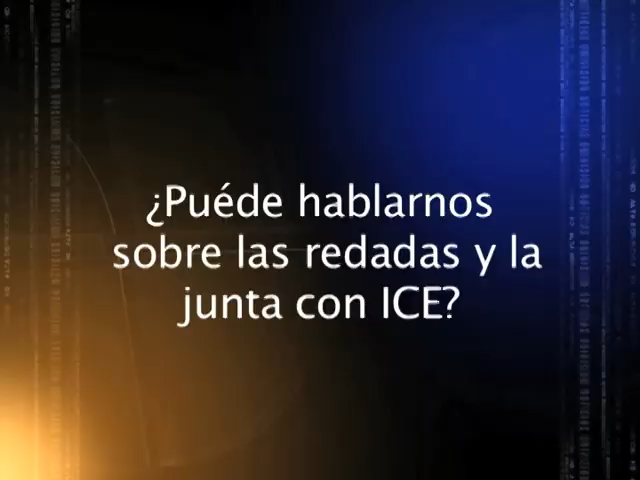 ¿Puéde hablarnos
sobre las redadas y la
junta con ICE?